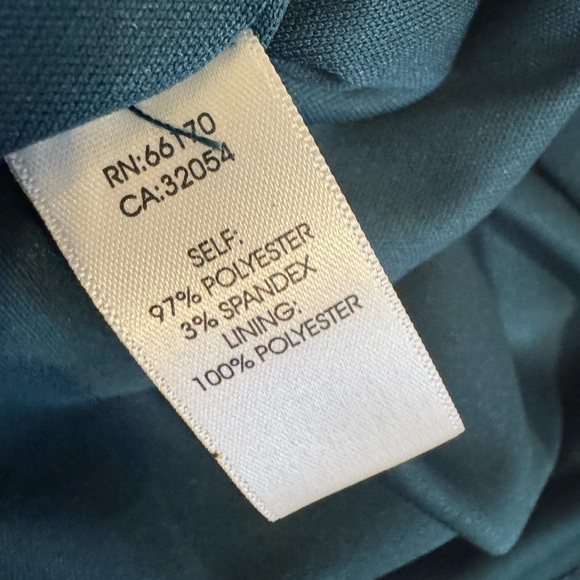 RN:66170
CA:32054
SELF:
97% POLYESTER
3% SPANDEX
LINING:
100% POLYESTER